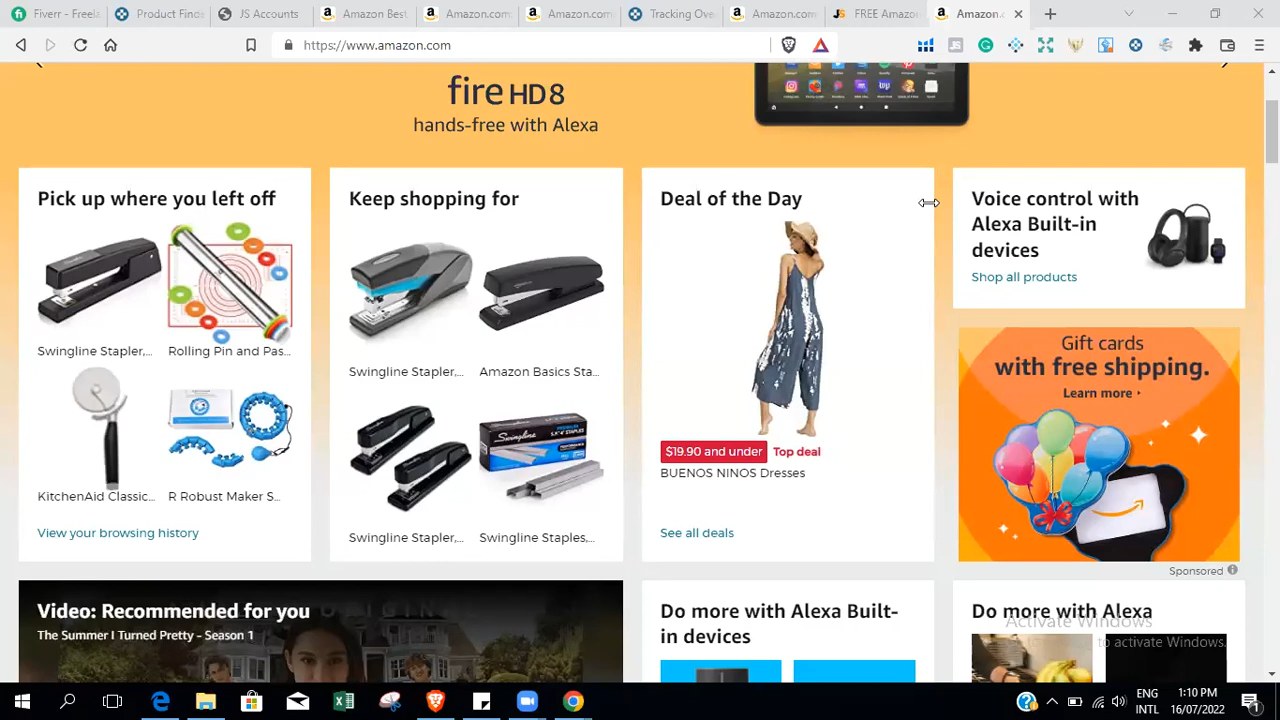 Fiverr - Freela
Product Finde
JS Accounts
Amazon Bes
Amazon.com
Amazon.com
Tracking Ove
Amazon.com
FREE Amazon
Amazon.c
https://www.amazon.com
fire HD 8
hands-free with Alexa
Pick up where you left off
Swingline Stapler,...
Rolling Pin and Pas...
KitchenAid Classic...
R Robust Maker S...
View your browsing history
Keep shopping for
Swingline Stapler,...
Amazon Basics Sta...
Swingline
Swingline Stapler,...
Swingline Staples,...
Deal of the Day
$19.90 and under
Top deal
BUENOS NINOS Dresses
See all deals
Voice control with
Alexa Built-in
devices
Shop all products
Gift cards
with free shipping.
Learn more
Sponsored
Video: Recommended for you
The Summer I Turned Pretty - Season 1
Do more with Alexa Built-
in devices
Do more with Alexa
Activate Windows
to activate Windows.
ENG
INTL
1:10 PM
16/07/2022